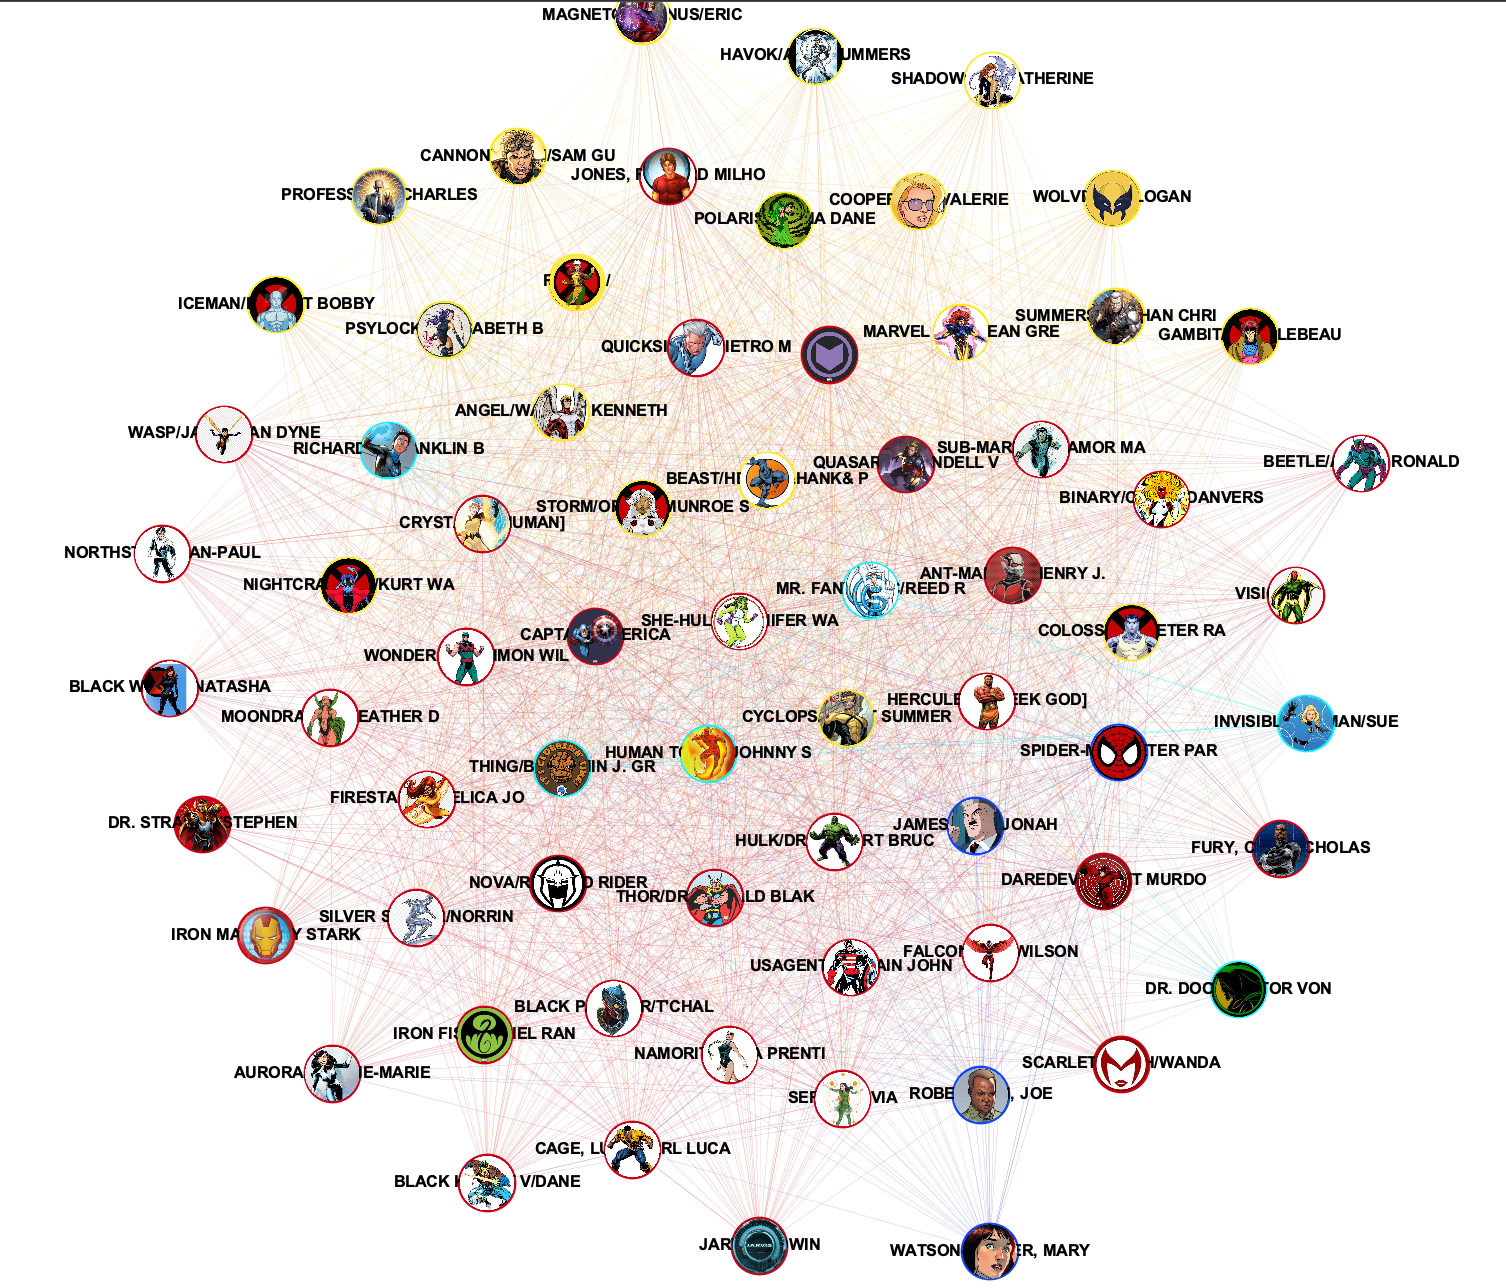 MAGNETO NUS/ERIC
HAVOK/A UMMERS
SHADOW ATHERINE
CANNON /SAM GU
JONES, D MILHO
PROFESS CHARLES
WOLV LOGAN
COOPER VALERIE
POLARIS A DANE
F /
ICEMAN/ T BOBBY
SUMMERS HAN CHRI
PSYLOCK ABETH B
MARVEL EAN GRE
GAMBIT LEBEAU
QUICKSI IETRO M
ANGEL/W KENNETH
WASP/JA AN DYNE
RICHARD ANKLIN B
SUB-MAR AMOR MA
QUASAR NDELL V
BEETLE/ RONALD
BEAST/H HANK& P
BINARY/ DANVERS
STORM/O MUNROE S
CRYST UMAN]
NORTHST AN-PAUL
ANT-MA ENRY J.
NIGHTCRA /KURT WA
MR. FAN /REED R
VISI
SHE-HUL IFER WA
COLOSS ETER RA
CAPTA ERICA
WONDER IMON WIL
BLACK W NATASHA
HERCULE EEK GOD]
MOONDRA EATHER D
CYCLOPS SUMMER
INVISIBL MAN/SUE
HUMAN T JOHNNY S
SPIDER-M TER PAR
THING/B IN J. GR
FIRESTA ELICA JO
DR. STRA STEPHEN
JAMES JONAH
HULK/DR RT BRUC
FURY, C CHOLAS
NOVA/R D RIDER
DAREDEV T MURDO
THOR/DR LD BLAK
SILVER S /NORRIN
IRON MA Y STARK
FALCON WILSON
USAGENT AIN JOHN
DR. DOO TOR VON
BLACK P R/T'CHAL
IRON FIS IEL RAN
NAMORIT A PRENTI
SCARLET H/WANDA
AURORA E-MARIE
ROBE , JOE
SER VIA
CAGE, LU RL LUCA
BLACK K V/DANE
JAR WIN
JARVIS
WATSON ER, MARY